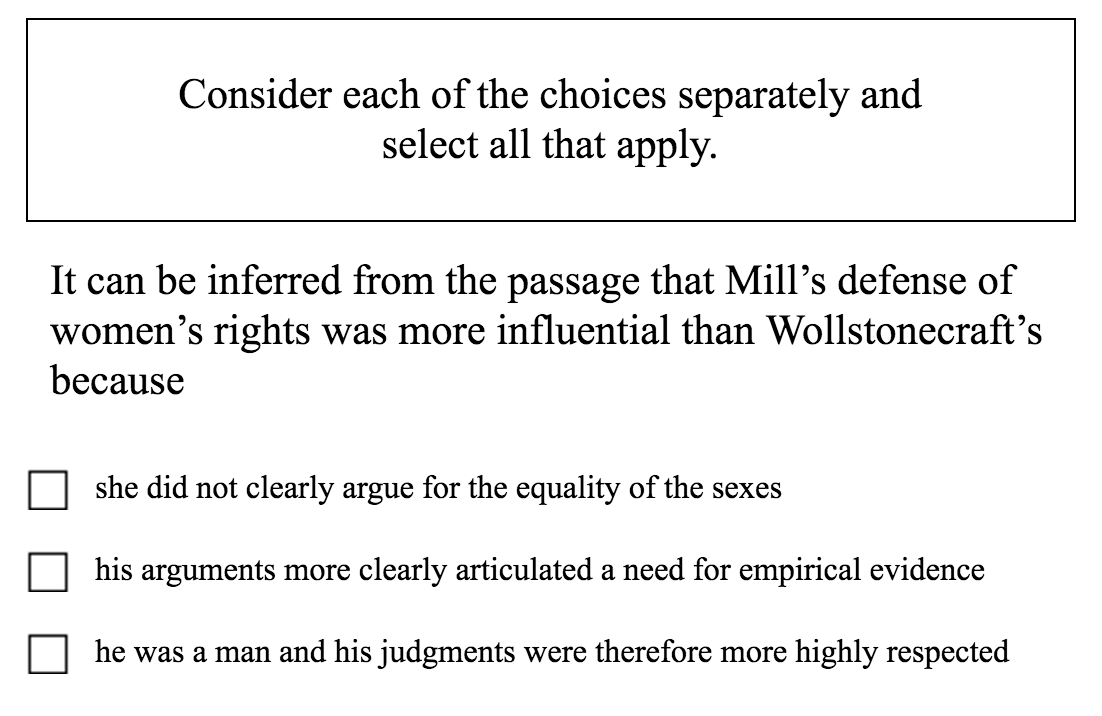 Consider each of the choices separately and
select all that apply.
It can be inferred from the passage that Mill’s defense of
women’s rights was more influential than Wollstonecraft’s
because
she did not clearly argue for the equality of the sexes
his arguments more clearly articulated a need for empirical evidence
he was a man and his judgments were therefore more highly respected